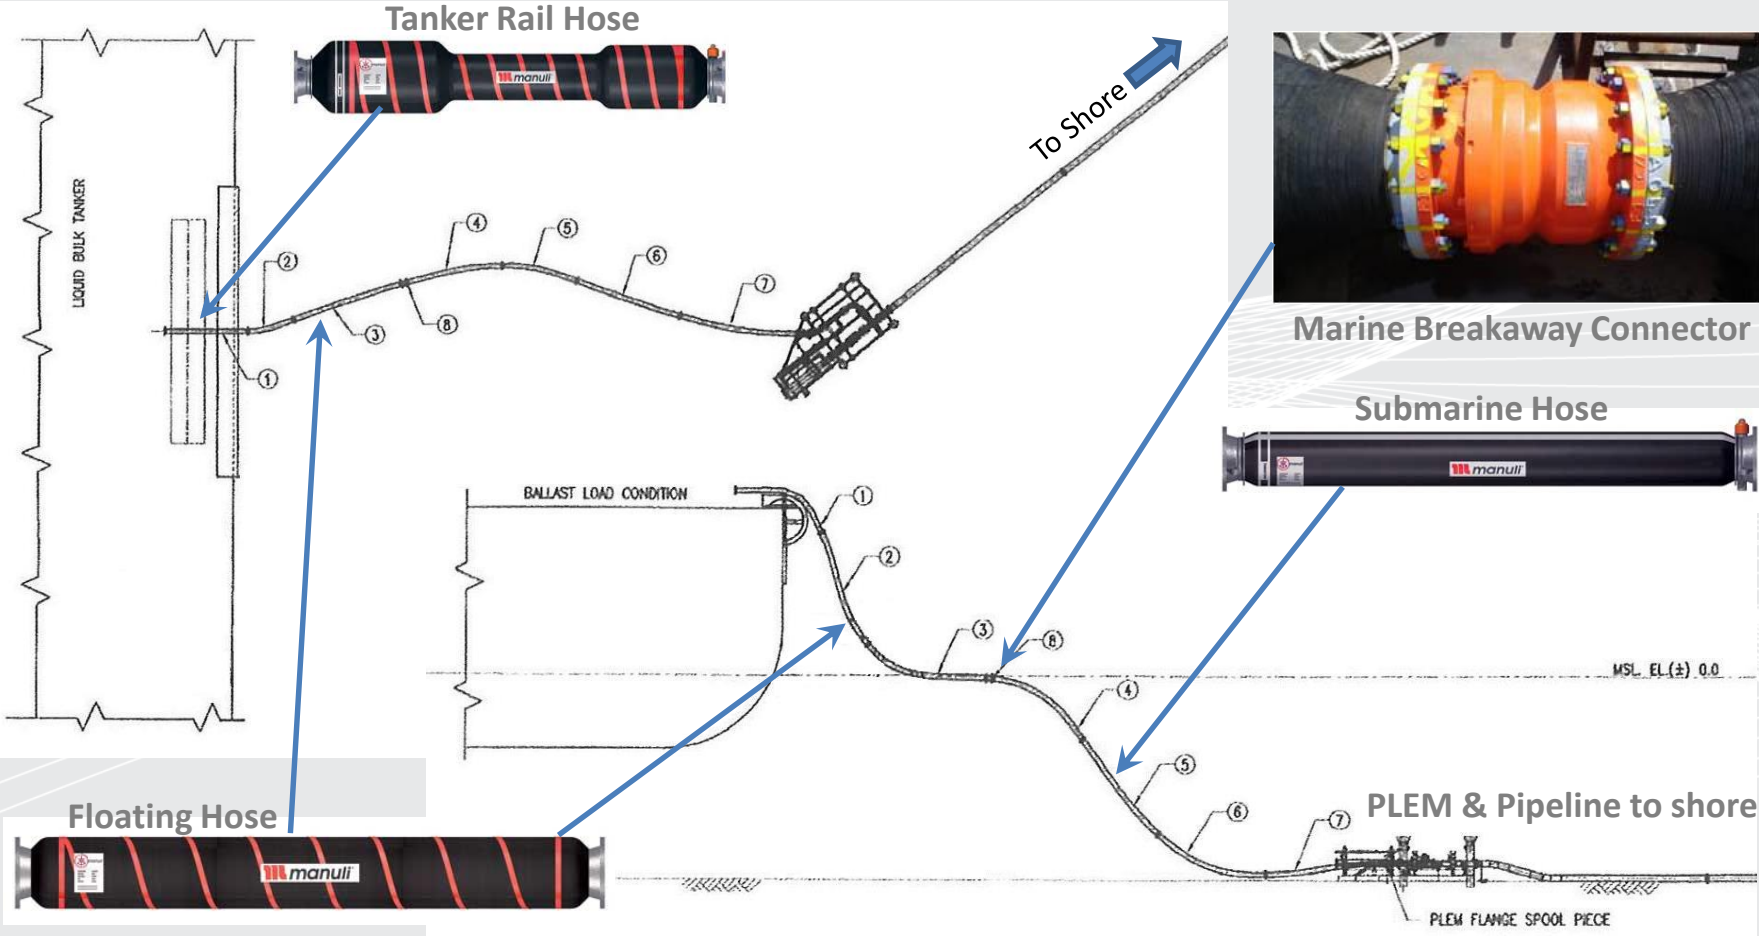 Tanker Rail Hose
manuli
To Shore
LIQUID BULK TANKER
2
4
5
6
7
3
8
1
Marine Breakaway Connector
Submarine Hose
manuli
BALLAST LOAD CONDITION
1
2
3
8
MSL. EL.(±) 0.0
4
5
6
7
PLEM & Pipeline to shore
Floating Hose
manuli
PLEM FLANGE SPOOL PIECE